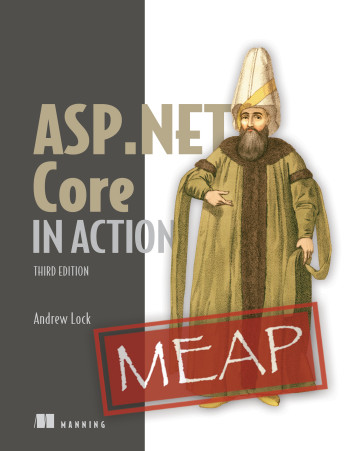 ASP.NET
Core
IN ACTION
THIRD EDITION
Andrew Lock
MEAP
MANNING